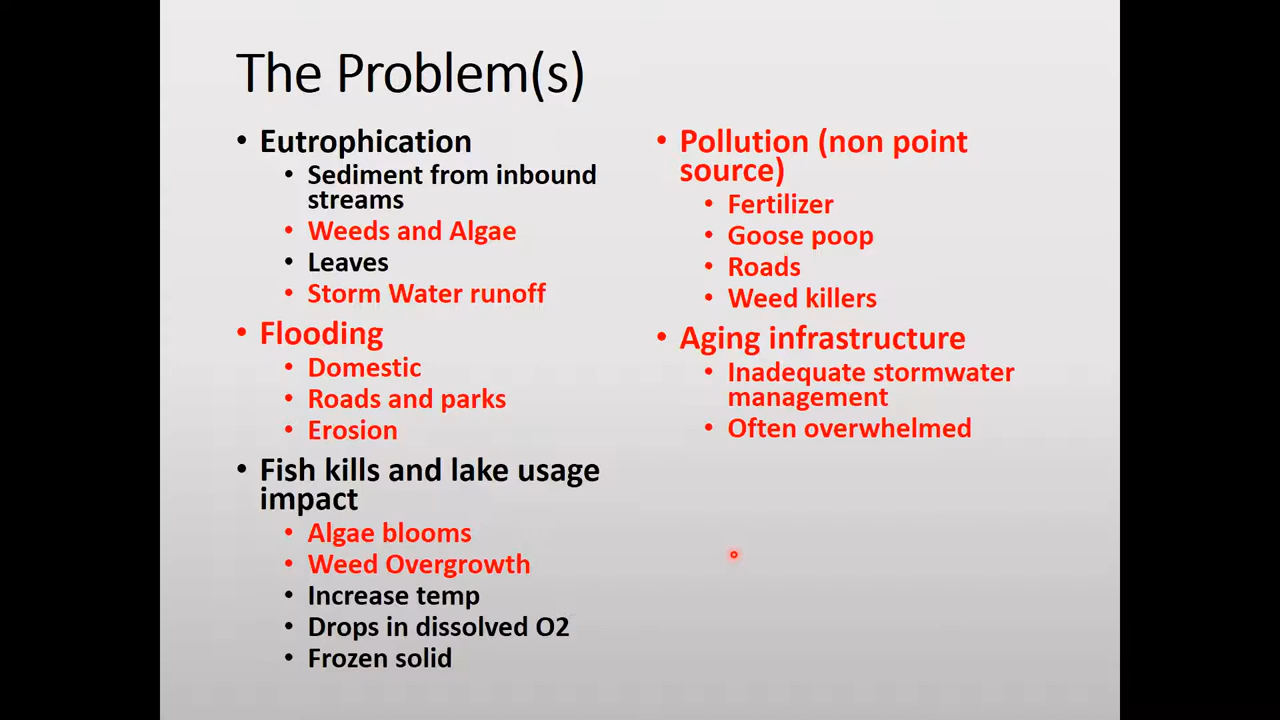 The Problem(s)
• Eutrophication
• Sediment from inbound
streams
• Weeds and Algae
• Leaves
• Storm Water runoff
• Flooding
• Domestic
• Roads and parks
• Erosion
• Fish kills and lake usage
impact
• Algae blooms
• Weed Overgrowth
• Increase temp
• Drops in dissolved O2
• Frozen solid
• Pollution (non point
source)
• Fertilizer
• Goose poop
• Roads
• Weed killers
• Aging infrastructure
• Inadequate stormwater
management
• Often overwhelmed